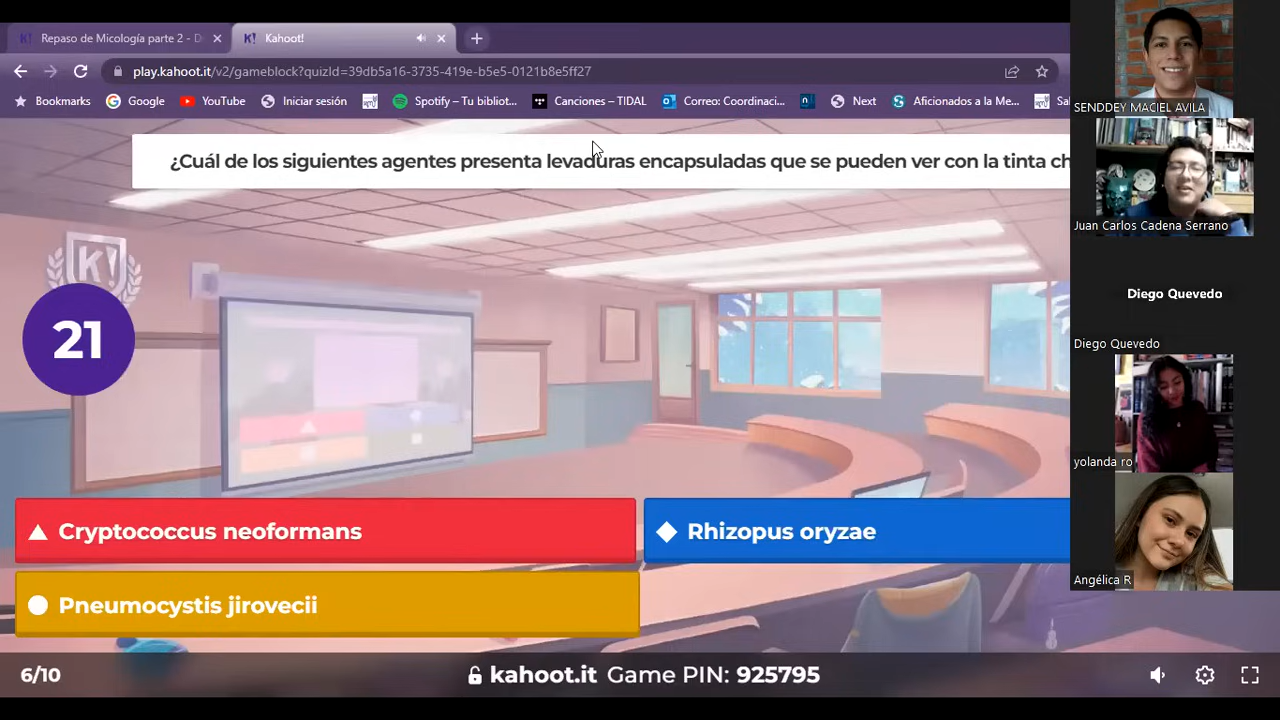 Repaso de Micología parte 2 - D
Kahoot!
play.kahoot.it/v2/gameblock?quizId=39db5a16-3735-419e-b5e5-0121b8e5ff27
Bookmarks Google YouTube Iniciar sesión Spotify – Tu bibliot... Canciones – TIDAL Correo: Coordinaci... Next Aficionados a la Me... Sal
¿Cuál de los siguientes agentes presenta levaduras encapsuladas que se pueden ver con la tinta ch
K!
21
Cryptococcus neoformans
Rhizopus oryzae
Pneumocystis jirovecii
6/10
kahoot.it Game PIN: 925795
SENDDEY MACIEL AVILA
Juan Carlos Cadena Serrano
Diego Quevedo
Diego Quevedo
yolanda ro
Angélica R